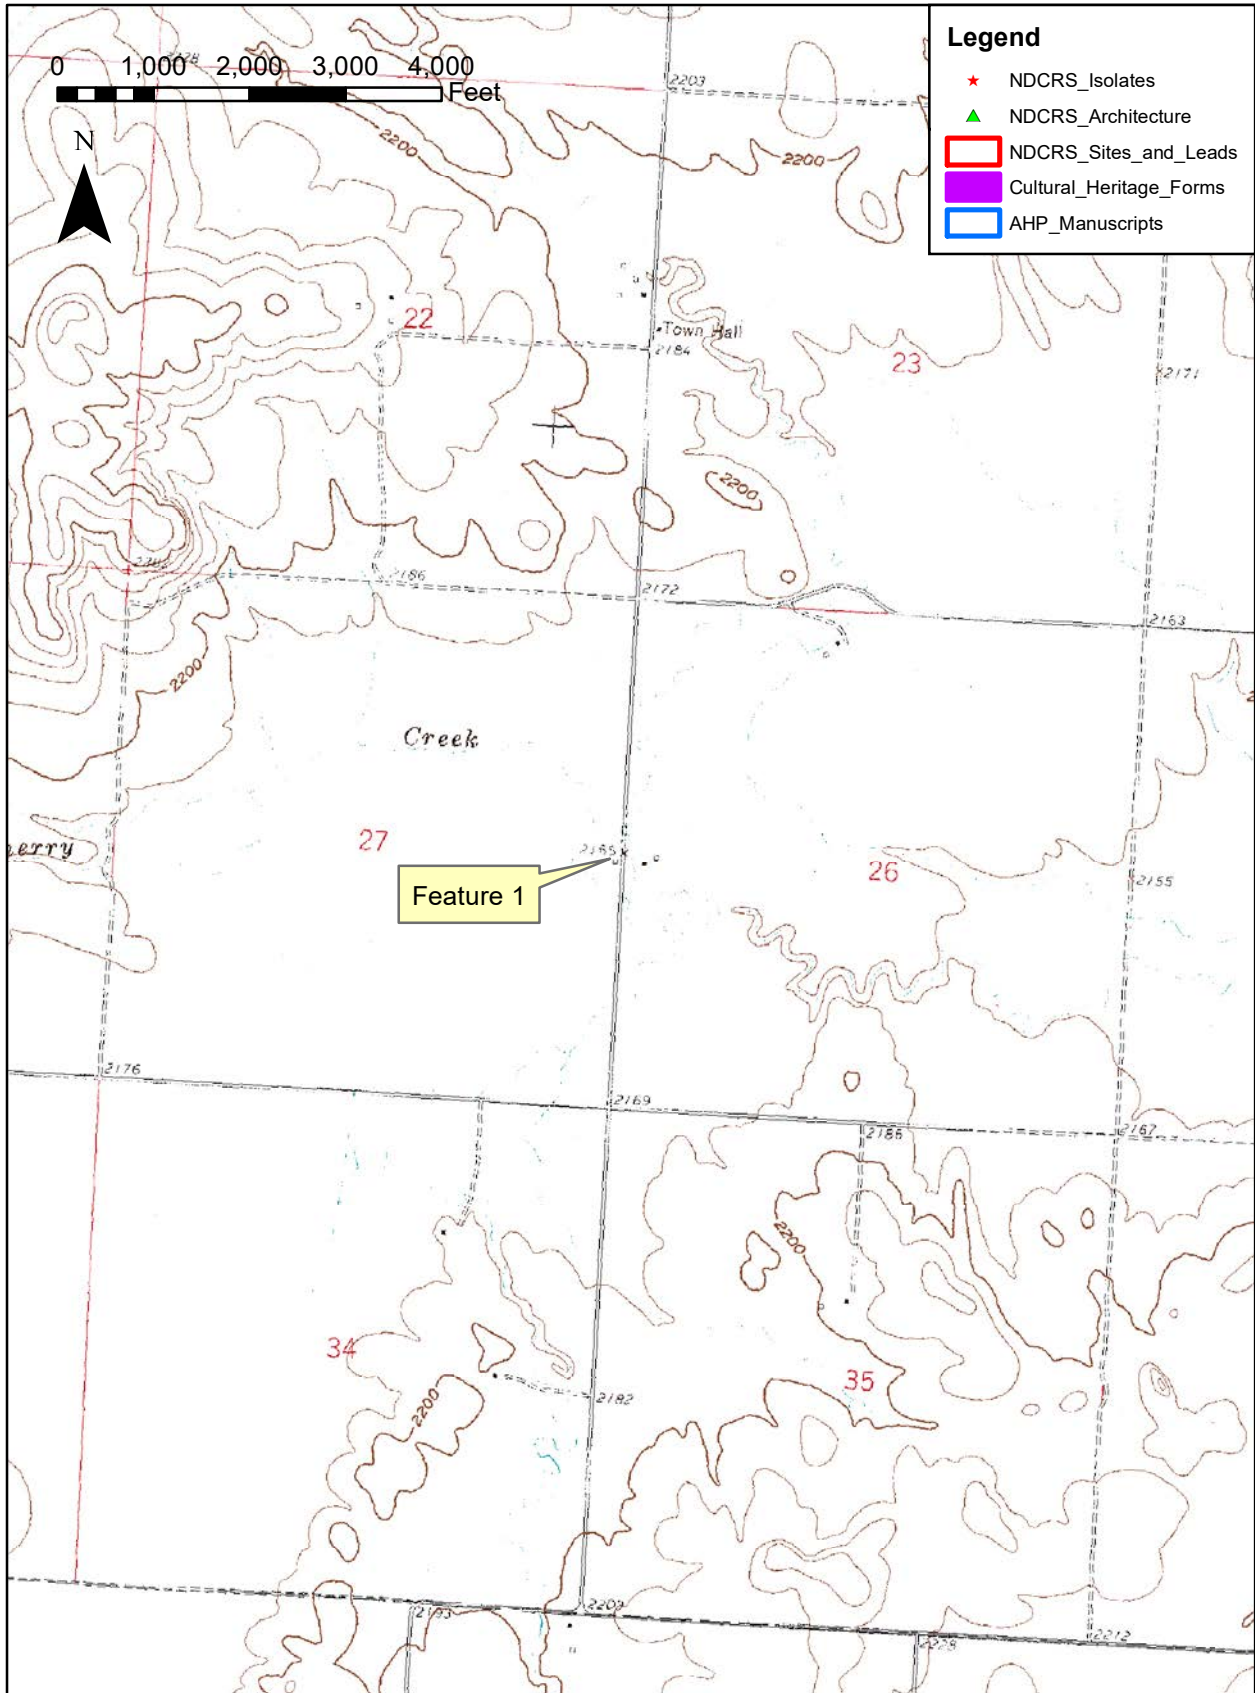 Legend
NDCRS_Isolates
NDCRS_Architecture
NDCRS_Sites_and_Leads
Cultural_Heritage_Forms
AHP_Manuscripts
0 1,000 2,000 3,000 4,000
Feet
N
2203
2200
2200
22
Town Hall
2184
23
2171
2200
2186
2172
2163
2200
Creek
27
erry
2165
26
2155
Feature 1
2176
2169
2186
2167
2200
34
35
2182
2200
2193
2203
2228
2212